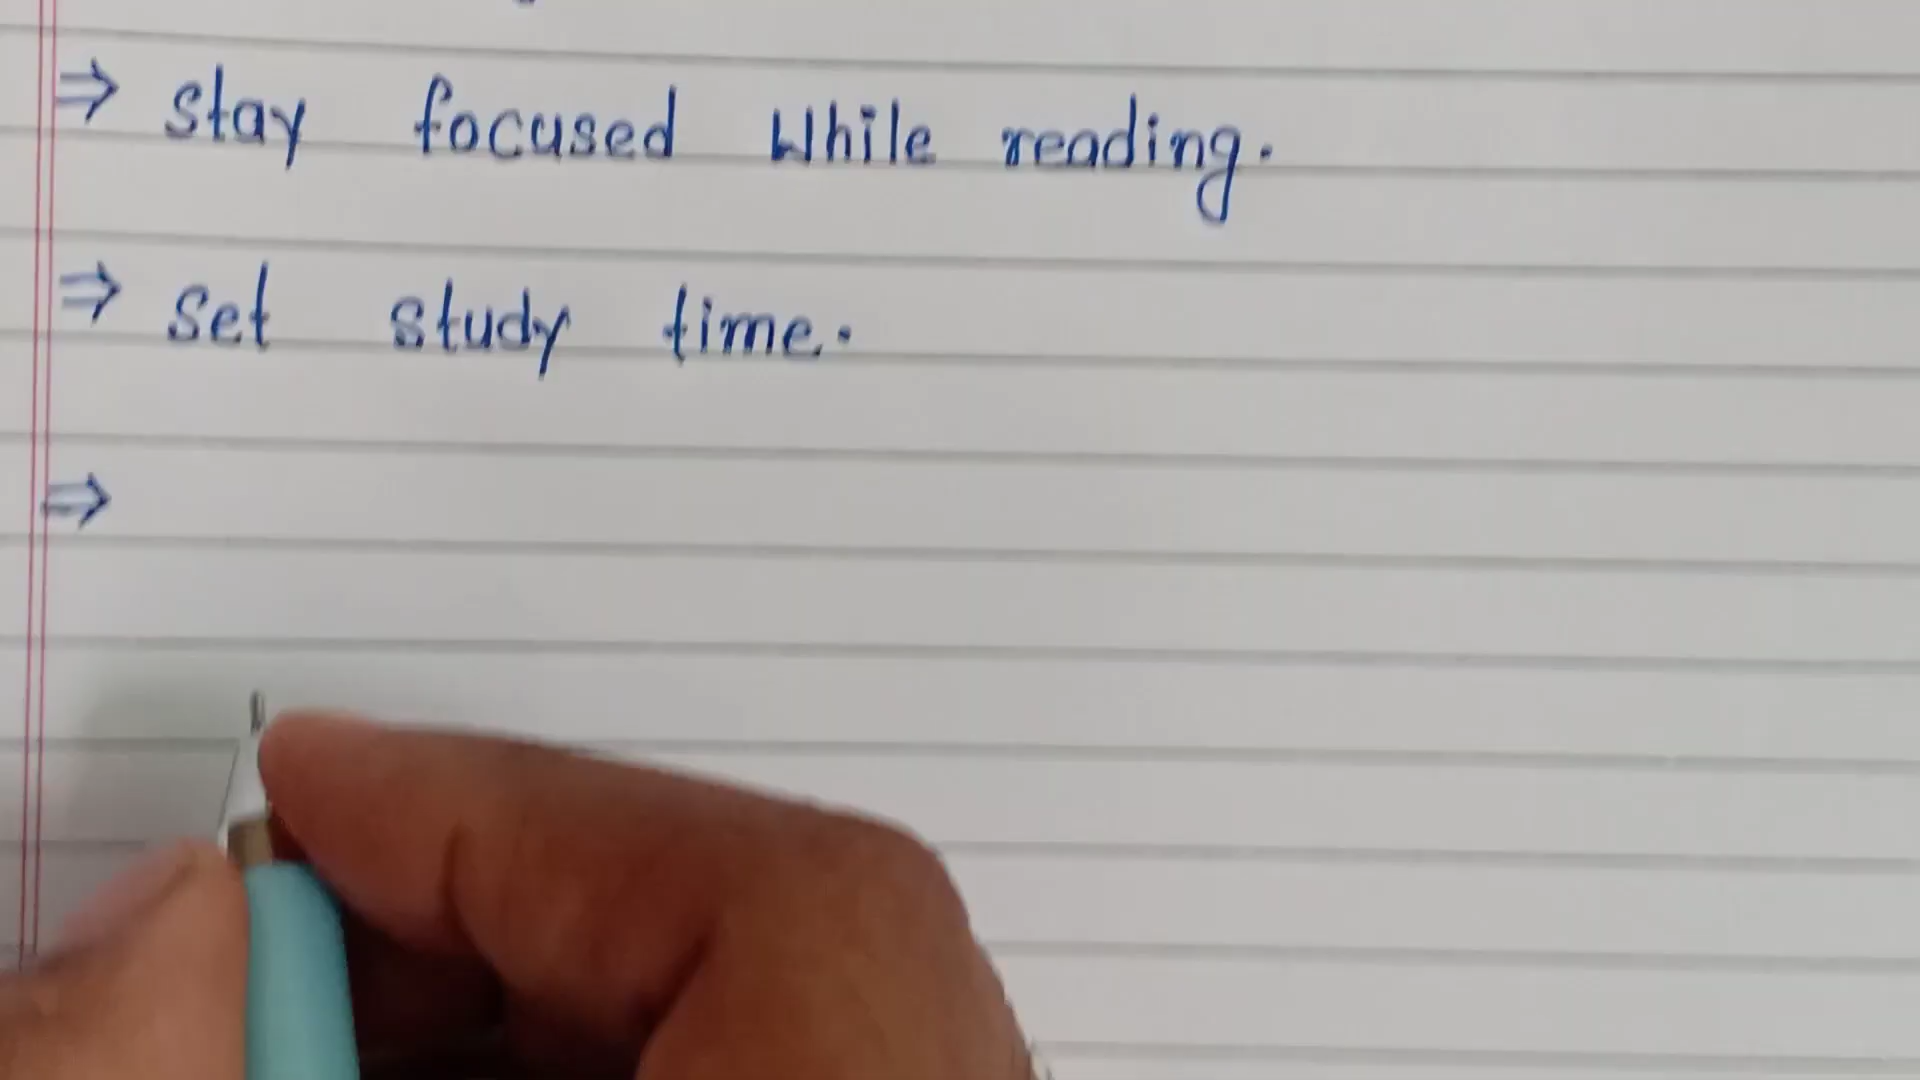 ⇒ stay focused While reading.
⇒ set study time.
⇒